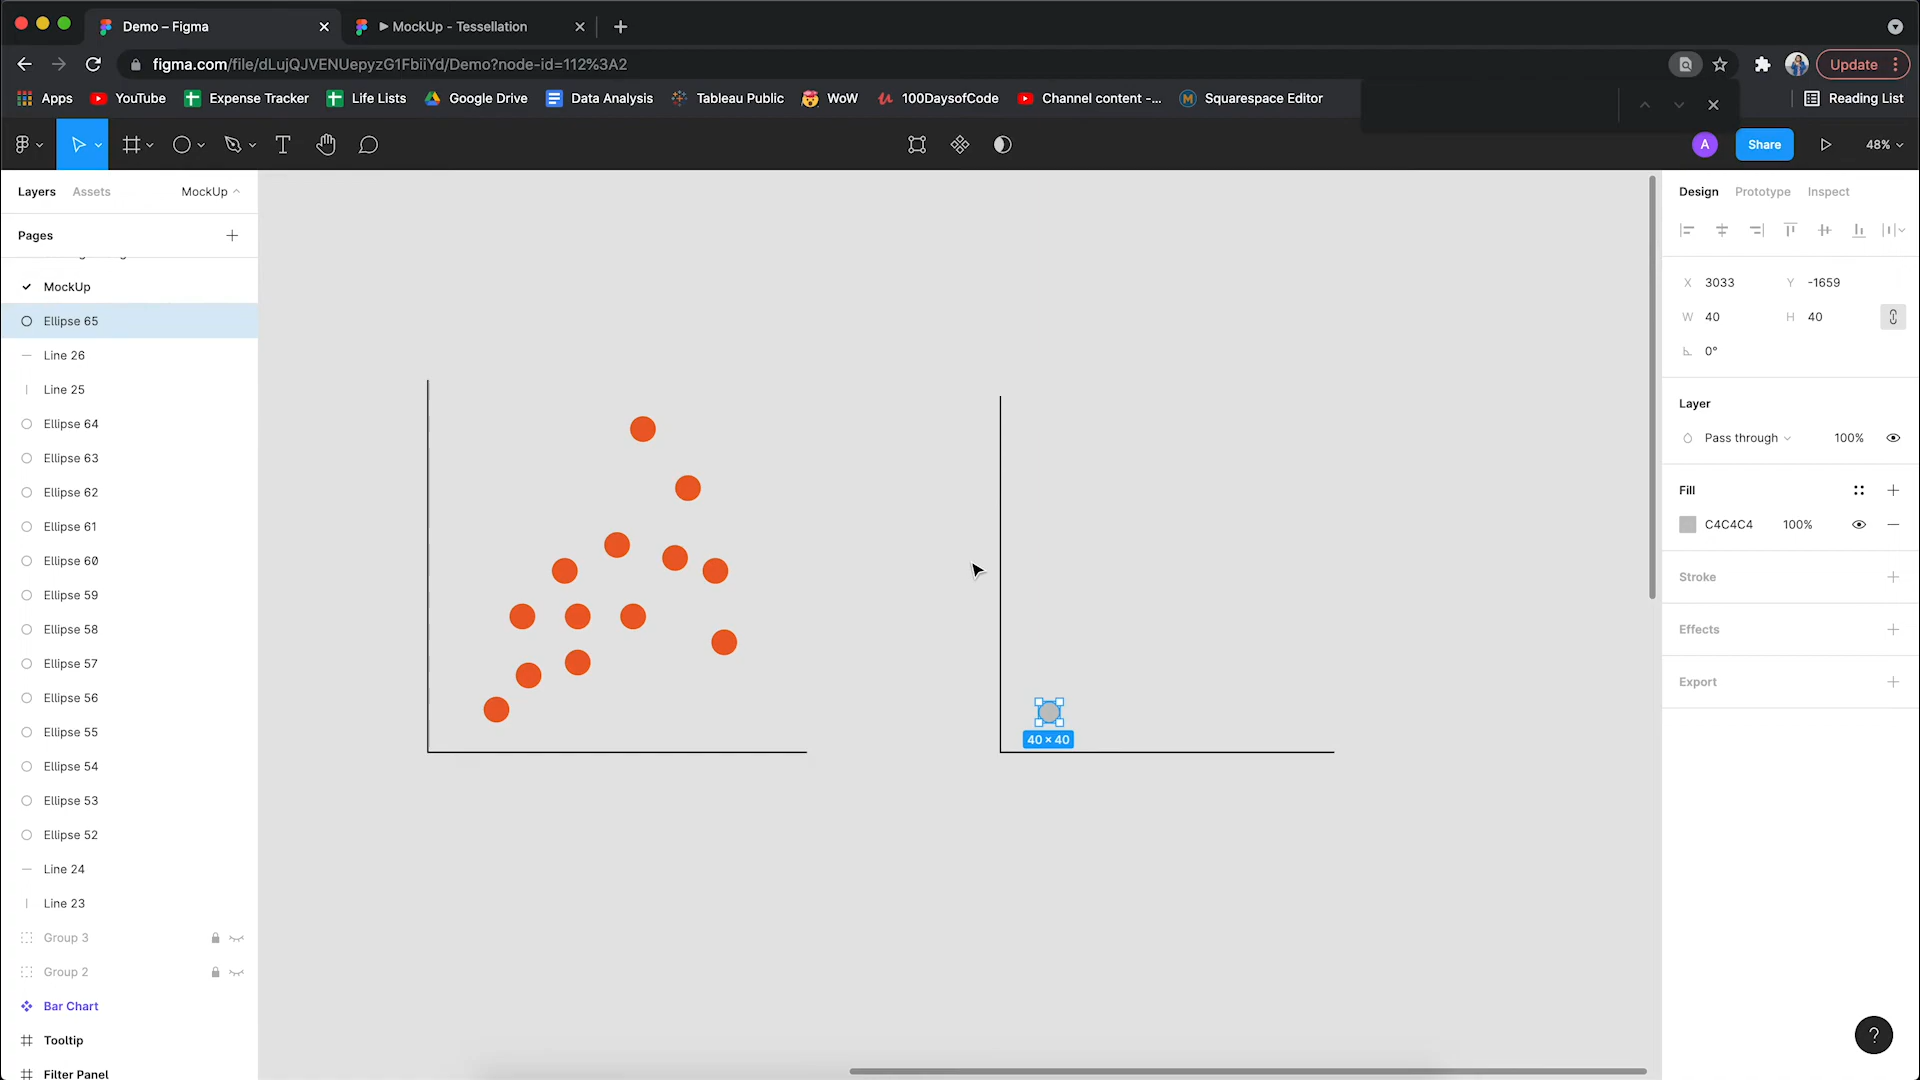 Demo – Figma
MockUp - Tessellation
figma.com/file/dLujQJVENUepyzG1FbiiYd/Demo?node-id=112%3A2
Update
Apps
YouTube
Expense Tracker
Life Lists
Google Drive
Data Analysis
Tableau Public
WoW
100DaysofCode
Channel content -...
Squarespace Editor
Reading List
A
Share
48%
Layers
Assets
MockUp
Design
Prototype
Inspect
Pages
MockUp
Ellipse 65
Line 26
Line 25
Ellipse 64
Ellipse 63
Ellipse 62
Ellipse 61
Ellipse 60
Ellipse 59
Ellipse 58
Ellipse 57
Ellipse 56
Ellipse 55
Ellipse 54
Ellipse 53
Ellipse 52
Line 24
Line 23
Group 3
Group 2
Bar Chart
Tooltip
Filter Panel
40 × 40
X 3033
Y -1659
W 40
H 40
0°
Layer
Pass through
100%
Fill
C4C4C4
100%
Stroke
Effects
Export
?